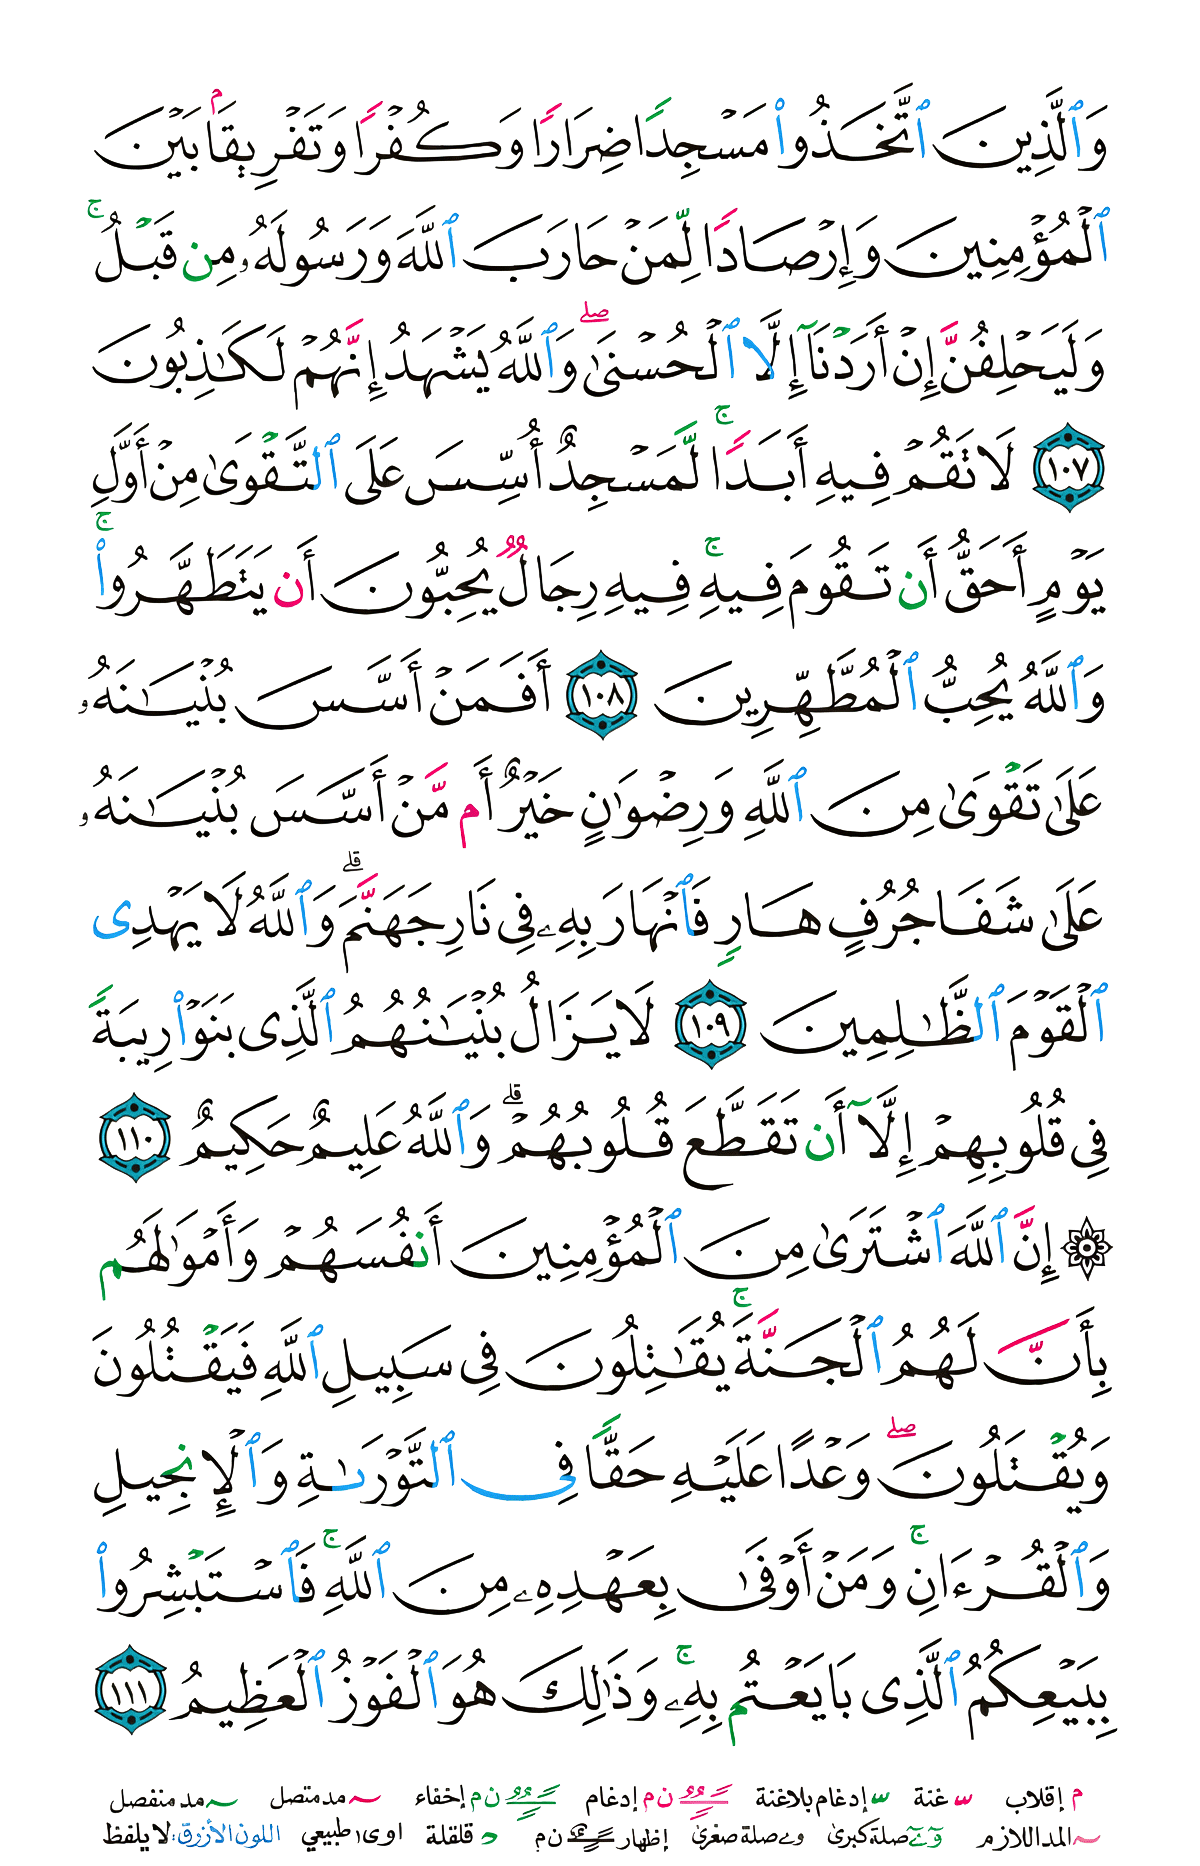 وَٱلَّذِينَ ٱتَّخَذُوا۟ مَسْجِدًا ضِرَارًا وَكُفْرًا وَتَفْرِيقًۢا بَيْنَ
ٱلْمُؤْمِنِينَ وَإِرْصَادًا لِّمَنْ حَارَبَ ٱللَّهَ وَرَسُولَهُۥ مِن قَبْلُ ۚ
وَلَيَحْلِفُنَّ إِنْ أَرَدْنَآ إِلَّا ٱلْحُسْنَىٰ ۖ وَٱللَّهُ يَشْهَدُ إِنَّهُمْ لَكَـٰذِبُونَ
١٠٧ لَا تَقُمْ فِيهِ أَبَدًا ۚ لَّمَسْجِدٌ أُسِّسَ عَلَى ٱلتَّقْوَىٰ مِنْ أَوَّلِ
يَوْمٍ أَحَقُّ أَن تَقُومَ فِيهِ ۚ فِيهِ رِجَالٌ يُحِبُّونَ أَن يَتَطَهَّرُوا۟ ۚ
وَٱللَّهُ يُحِبُّ ٱلْمُطَّهِّرِينَ ١٠٨ أَفَمَنْ أَسَّسَ بُنْيَـٰنَهُۥ
عَلَىٰ تَقْوَىٰ مِنَ ٱللَّهِ وَرِضْوَٰنٍ خَيْرٌ أَم مَّنْ أَسَّسَ بُنْيَـٰنَهُۥ
عَلَىٰ شَفَا جُرُفٍ هَارٍ فَٱنْهَارَ بِهِۦ فِى نَارِ جَهَنَّمَ ۗ وَٱللَّهُ لَا يَهْدِى
ٱلْقَوْمَ ٱلظَّـٰلِمِينَ ١٠٩ لَا يَزَالُ بُنْيَـٰنُهُمُ ٱلَّذِى بَنَوْا۟ رِيبَةً
فِى قُلُوبِهِمْ إِلَّآ أَن تَقَطَّعَ قُلُوبُهُمْ ۗ وَٱللَّهُ عَلِيمٌ حَكِيمٌ ١١٠
۞ إِنَّ ٱللَّهَ ٱشْتَرَىٰ مِنَ ٱلْمُؤْمِنِينَ أَنفُسَهُمْ وَأَمْوَٰلَهُم
بِأَنَّ لَهُمُ ٱلْجَنَّةَ ۚ يُقَـٰتِلُونَ فِى سَبِيلِ ٱللَّهِ فَيَقْتُلُونَ
وَيُقْتَلُونَ ۖ وَعْدًا عَلَيْهِ حَقًّا فِى ٱلتَّوْرَىٰةِ وَٱلْإِنجِيلِ
وَٱلْقُرْءَانِ ۚ وَمَنْ أَوْفَىٰ بِعَهْدِهِۦ مِنَ ٱللَّهِ ۚ فَٱسْتَبْشِرُوا۟
بِبَيْعِكُمُ ٱلَّذِى بَايَعْتُم بِهِۦ ۚ وَذَٰلِكَ هُوَ ٱلْفَوْزُ ٱلْعَظِيمُ ١١١
م إقلاب ّ غنة ّ إدغام بلاغنة ن م إدغام ن م إخفاء ~ مد متصل ~ مد منفصل
~ المد اللازم و ے صلة كبرى و ے صلة صغرى إظهار ن م قلقلة ا و ى طبيعي اللون الأزرق: لا يلفظ